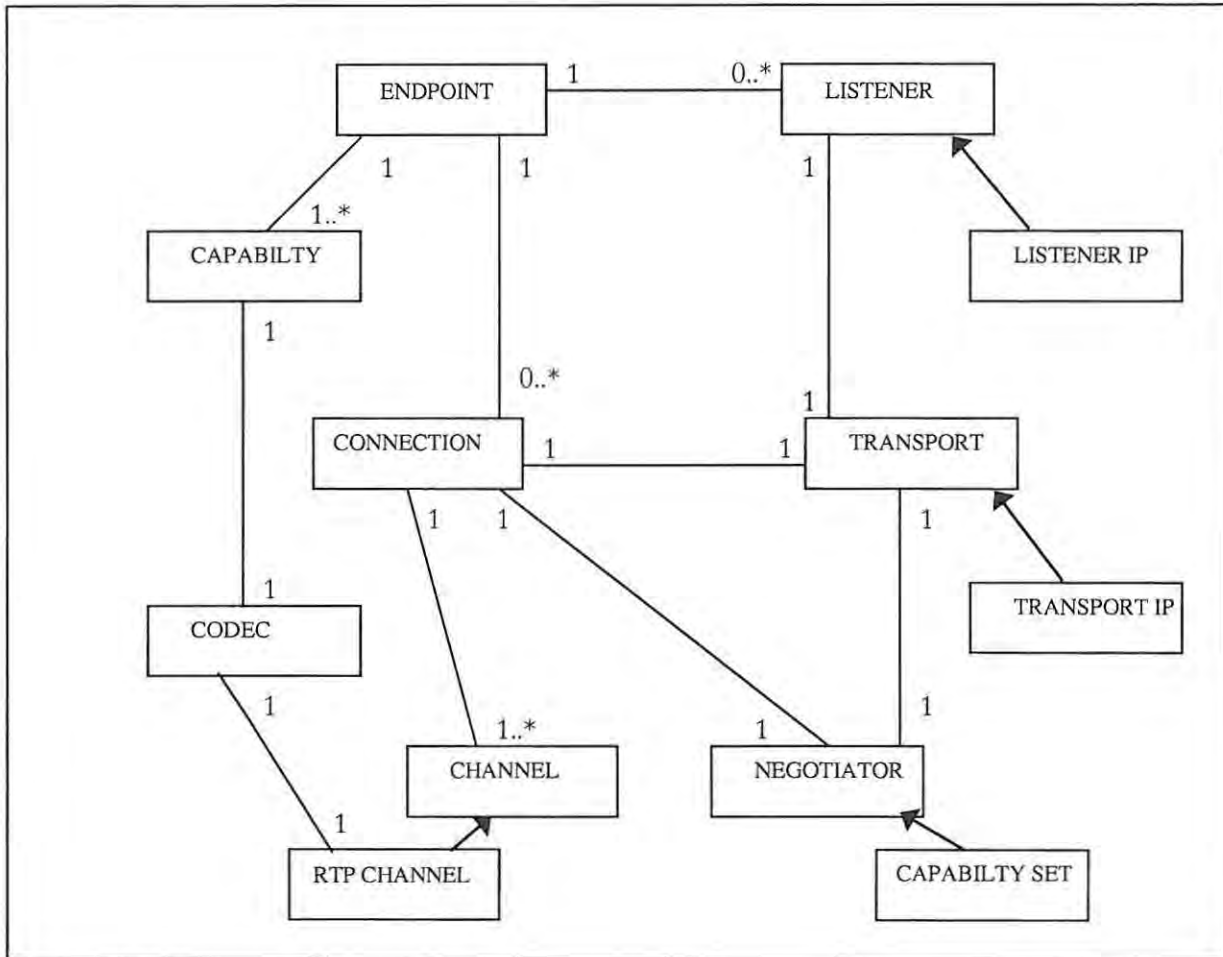 ENDPOINT
1
0..*
LISTENER
1
1
1
1..*
CAPABILTY
LISTENER IP
1
0..*
1
CONNECTION
1
1
TRANSPORT
1
1
1
1
CODEC
TRANSPORT IP
1
1
1..*
1
CHANNEL
NEGOTIATOR
1
RTP CHANNEL
CAPABILTY SET